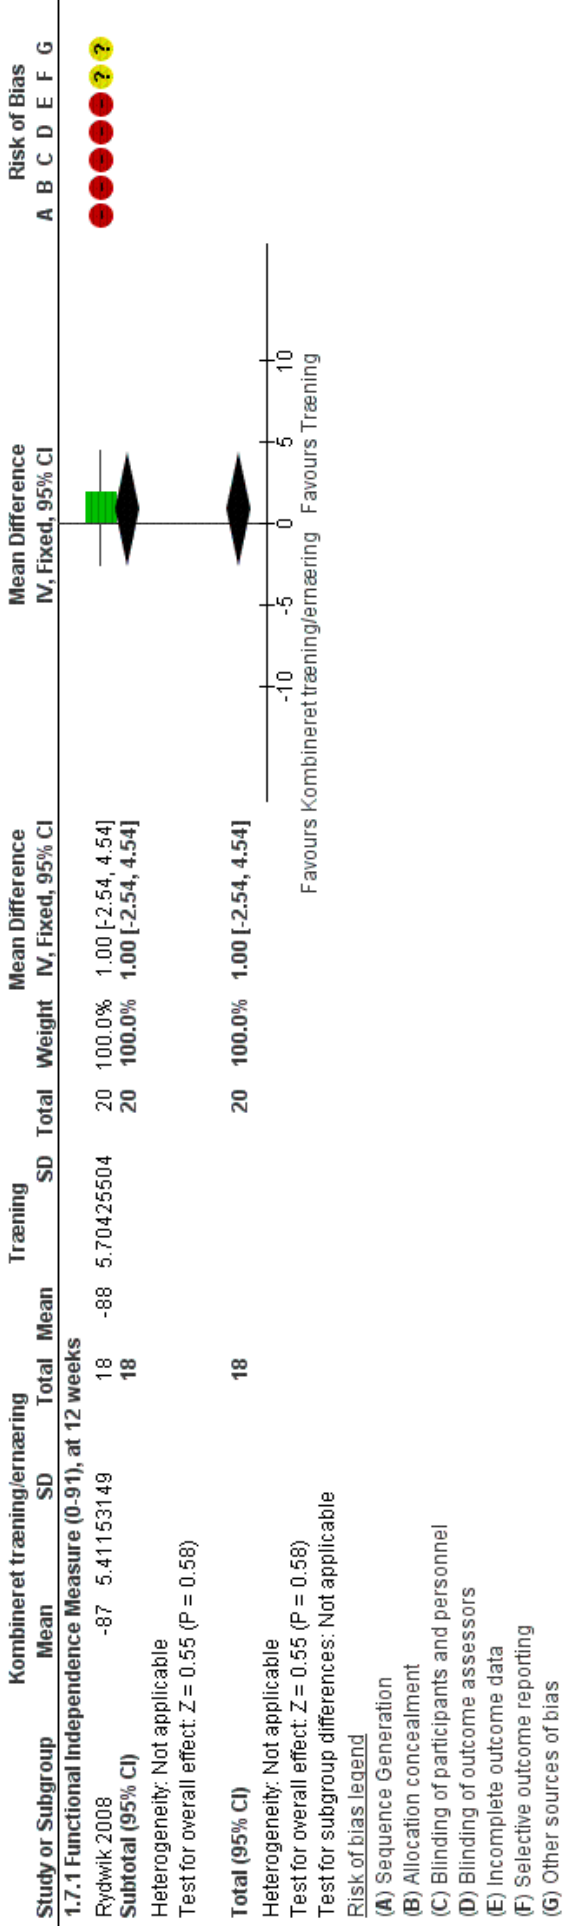 Kombineret træning/ernæring Træning Mean Difference Mean Difference Risk of Bias
Study or Subgroup Mean SD Total Mean SD Total Weight IV, Fixed, 95% CI IV, Fixed, 95% CI A B C D E F G
1.7.1 Functional Independence Measure (0-91), at 12 weeks
Rydwik 2008 -87 5.41153149 18 -88 5.70425504 20 100.0% 1.00 [-2.54, 4.54] - - - - - ? ?
Subtotal (95% CI) 18 20 100.0% 1.00 [-2.54, 4.54]
Heterogeneity: Not applicable
Test for overall effect: Z = 0.55 (P = 0.58)
Total (95% CI) 18 20 100.0% 1.00 [-2.54, 4.54]
Heterogeneity: Not applicable
Test for overall effect: Z = 0.55 (P = 0.58)
Test for subgroup differences: Not applicable
-10 -5 0 5 10
Favours Kombineret træning/ernæring Favours Træning
Risk of bias legend
(A) Sequence Generation
(B) Allocation concealment
(C) Blinding of participants and personnel
(D) Blinding of outcome assessors
(E) Incomplete outcome data
(F) Selective outcome reporting
(G) Other sources of bias